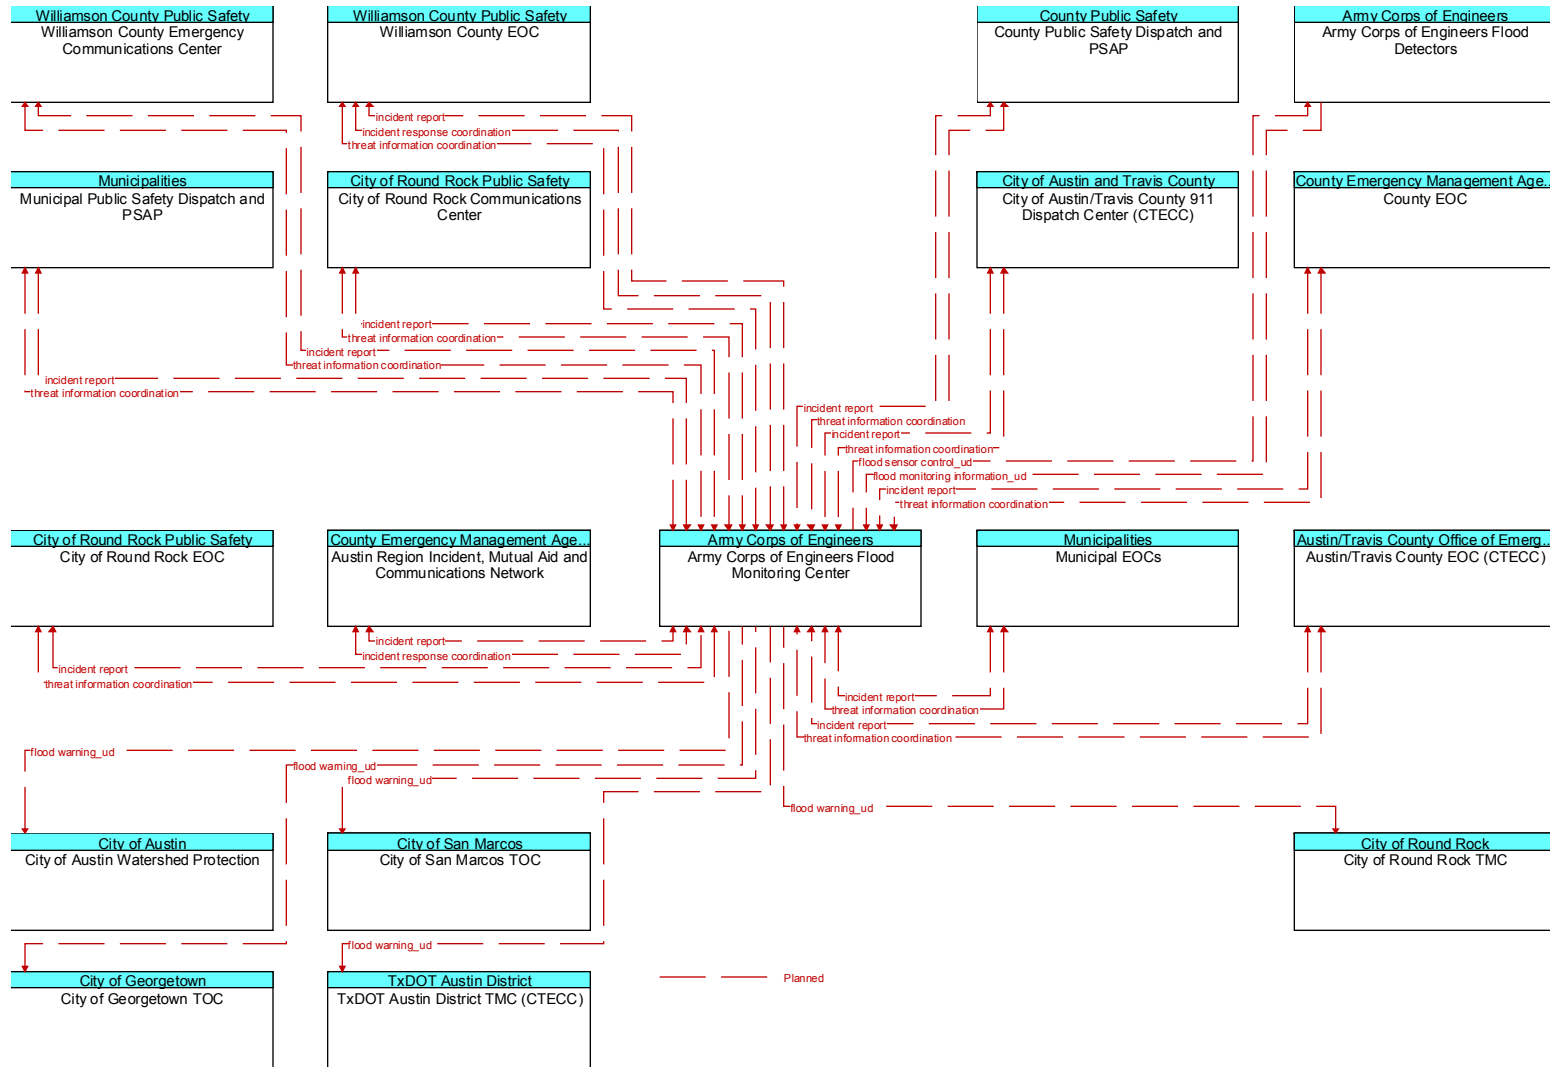 Williamson County Public Safety
Williamson County Emergency
Communications Center
Williamson County Public Safety
Williamson County EOC
County Public Safety
County Public Safety Dispatch and
PSAP
Army Corps of Engineers
Army Corps of Engineers Flood
Detectors
incident report
incident response coordination
threat information coordination
Municipalities
Municipal Public Safety Dispatch and
PSAP
City of Round Rock Public Safety
City of Round Rock Communications
Center
City of Austin and Travis County
City of Austin/Travis County 911
Dispatch Center (CTECC)
County Emergency Management Age...
County EOC
incident report
threat information coordination
incident report
threat information coordination
incident report
threat information coordination
incident report
threat information coordination
incident report
threat information coordination
flood sensor control_ud
flood monitoring information_ud
incident report
threat information coordination
City of Round Rock Public Safety
City of Round Rock EOC
County Emergency Management Age...
Austin Region Incident, Mutual Aid and
Communications Network
Army Corps of Engineers
Army Corps of Engineers Flood
Monitoring Center
Municipalities
Municipal EOCs
Austin/Travis County Office of Emerg...
Austin/Travis County EOC (CTECC)
incident report
incident response coordination
incident report
threat information coordination
incident report
threat information coordination
incident report
threat information coordination
flood warning_ud
flood warning_ud
flood warning_ud
flood warning_ud
City of Austin
City of Austin Watershed Protection
City of San Marcos
City of San Marcos TOC
City of Round Rock
City of Round Rock TMC
flood warning_ud
City of Georgetown
City of Georgetown TOC
TxDOT Austin District
TxDOT Austin District TMC (CTECC)
Planned